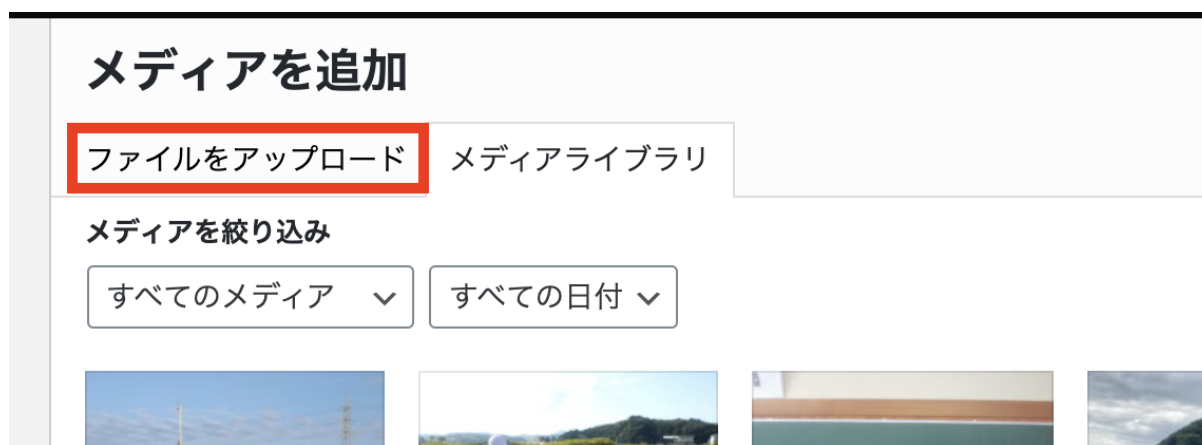 メディアを追加
ファイルをアップロード メディアライブラリ
メディアを絞り込み
すべてのメディア すべての日付